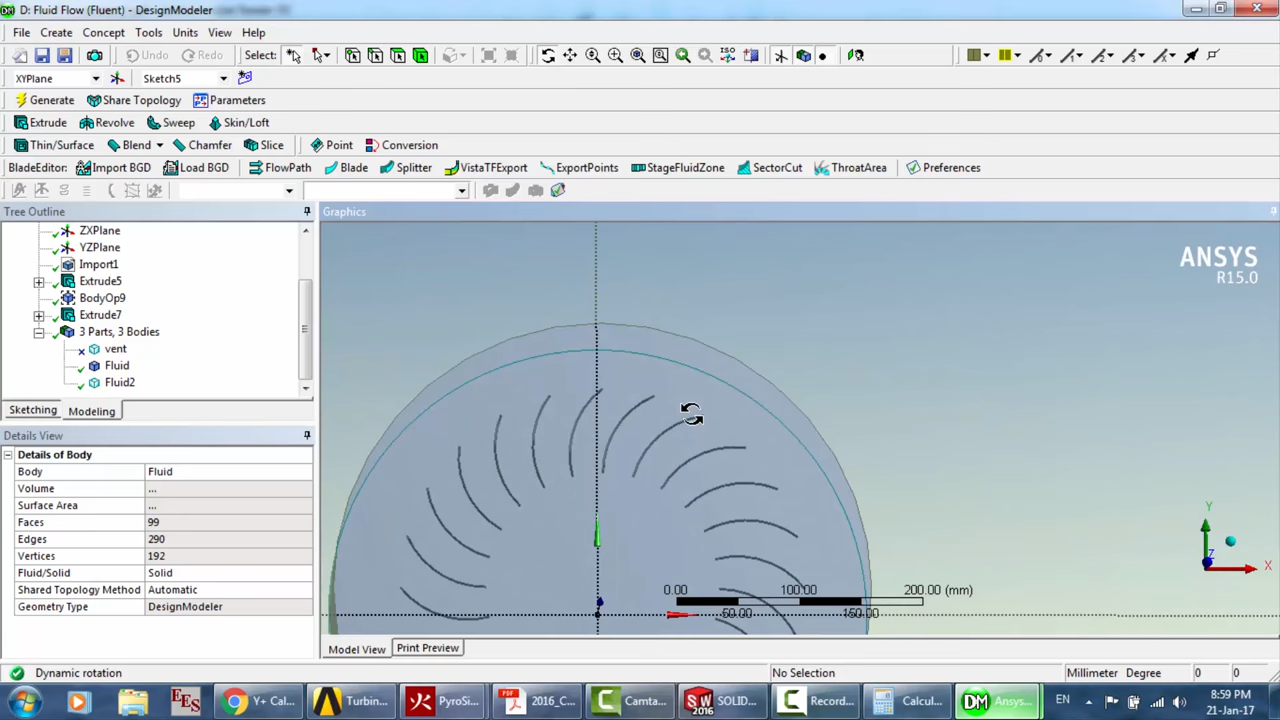 D: Fluid Flow (Fluent) - DesignModeler
File Create Concept Tools Units View Help
Undo Redo Select: ISO
XYPlane Sketch5
Generate Share Topology Parameters
Extrude Revolve Sweep Skin/Loft
Thin/Surface Blend Chamfer Slice Point Conversion
BladeEditor: Import BGD Load BGD FlowPath Blade Splitter VistaTFExport ExportPoints StageFluidZone SectorCut ThroatArea Preferences
Tree Outline
ZXPlane
YZPlane
Import1
Extrude5
BodyOp9
Extrude7
3 Parts, 3 Bodies
vent
Fluid
Fluid2
Sketching Modeling
Details View
Details of Body
Body Fluid
Volume ...
Surface Area ...
Faces 99
Edges 290
Vertices 192
Fluid/Solid Solid
Shared Topology Method Automatic
Geometry Type DesignModeler
Graphics
ANSYS
R15.0
0.00 100.00 200.00 (mm)
50.00 150.00
Y
Z X
Model View Print Preview
Dynamic rotation No Selection Millimeter Degree 0 0
EES Y+ Cal... Turbin... PyroSi... 2016_C... Camta... SOLID... Record... Calcul... Ansys... EN 8:59 PM
21-Jan-17